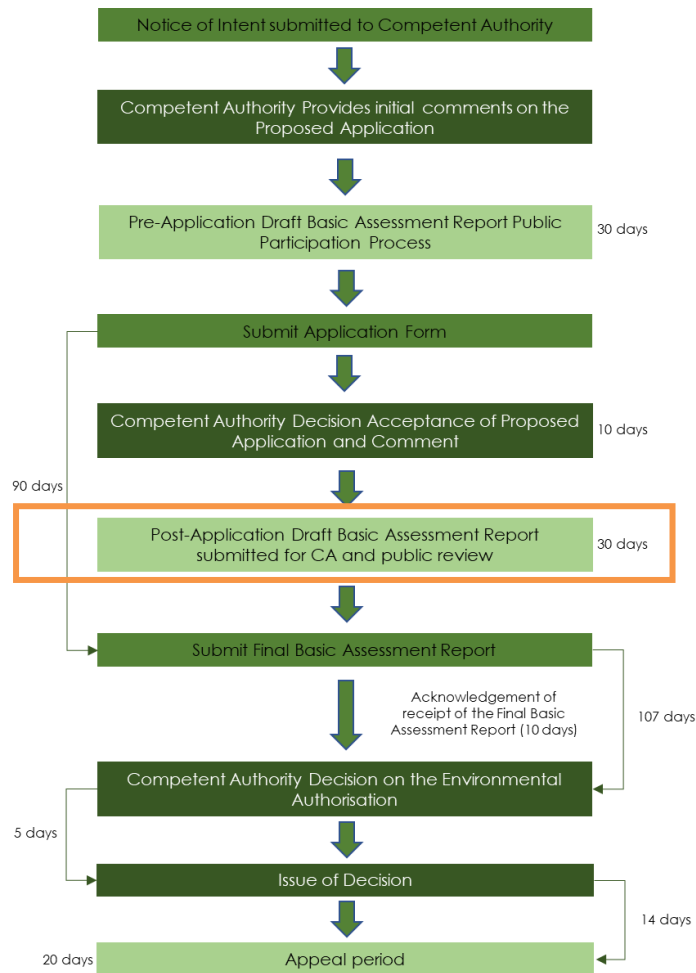 Notice of Intent submitted to Competent Authority
Competent Authority Provides initial comments on the
Proposed Application
Pre-Application Draft Basic Assessment Report Public
Participation Process
30 days
Submit Application Form
Competent Authority Decision Acceptance of Proposed
Application and Comment
10 days
90 days
Post-Application Draft Basic Assessment Report
submitted for CA and public review
30 days
Submit Final Basic Assessment Report
Acknowledgement of
receipt of the Final Basic
Assessment Report (10 days)
107 days
Competent Authority Decision on the Environmental
Authorisation
5 days
Issue of Decision
14 days
20 days
Appeal period